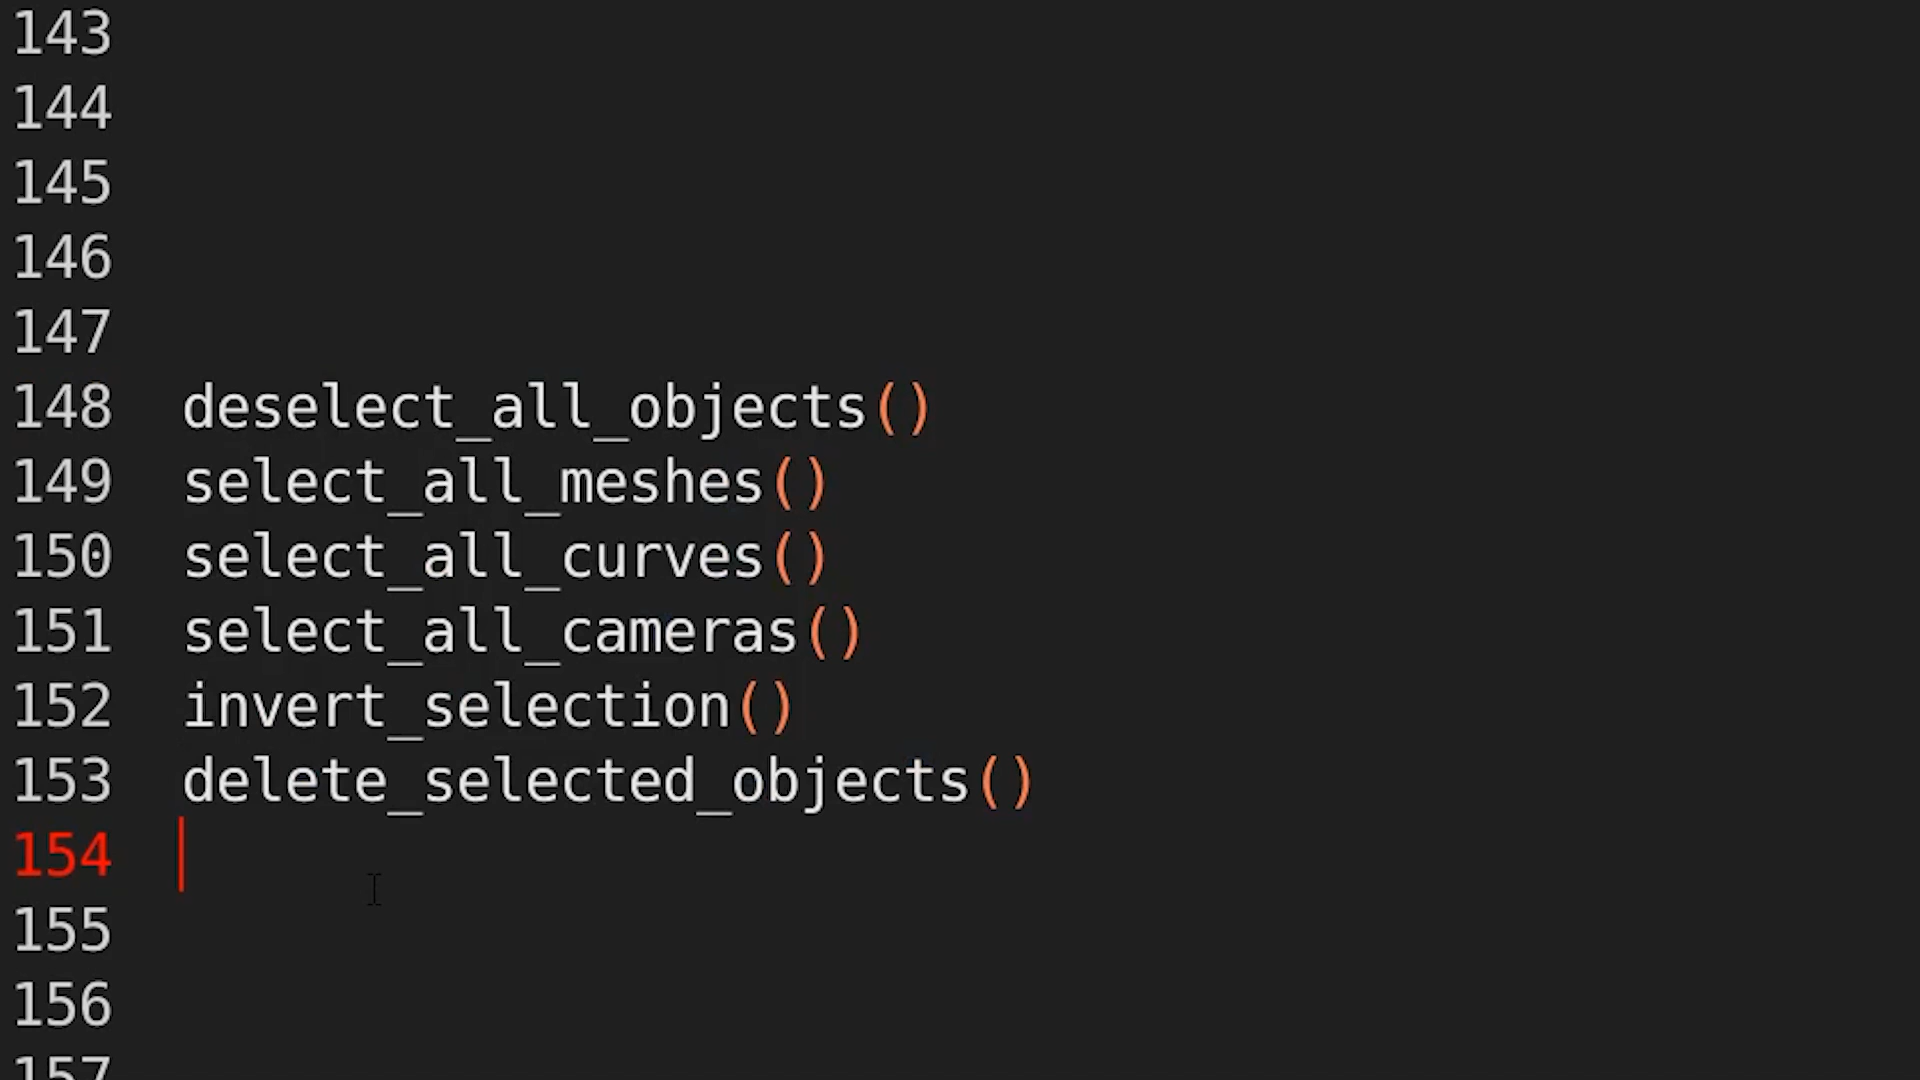 143
144
145
146
147
148 deselect_all_objects()
149 select_all_meshes()
150 select_all_curves()
151 select_all_cameras()
152 invert_selection()
153 delete_selected_objects()
154
155
156
157